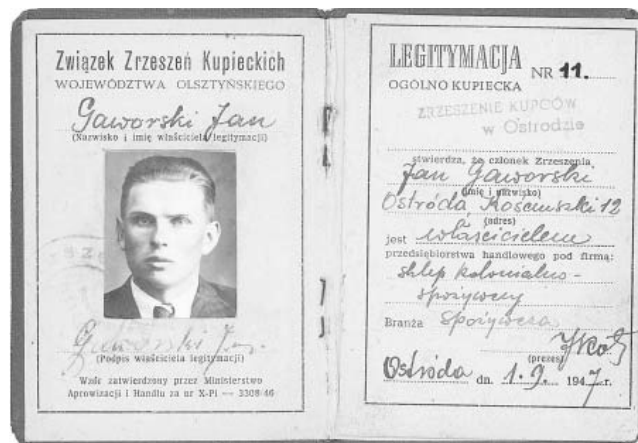 Związek Zrzeszeń Kupieckich
WOJEWÓDZTWA OLSZTYŃSKIEGO
Gaworski Jan
(Nazwisko i imię właściciela legitymacji)
Gaworski Jan
(Podpis właściciela legitymacji)
Wzór zatwierdzony przez Ministerstwo
Aprowizacji i Handlu za nr X-Pi — 3308/46
LEGITYMACJA NR 11.
OGÓLNO KUPIECKA
ZRZESZENIE KUPCÓW
w Ostródzie
stwierdza, że członek Zrzeszenia
Jan Gaworski
(imię i nazwisko)
Ostróda Kościuszki 12
(adres)
jest właścicielem
przedsiębiorstwa handlowego pod firmą:
sklep kolonialno-
spożywczy
Branża spożywcza
(prezes)
Ostróda dn. 1.9. 1947 r.